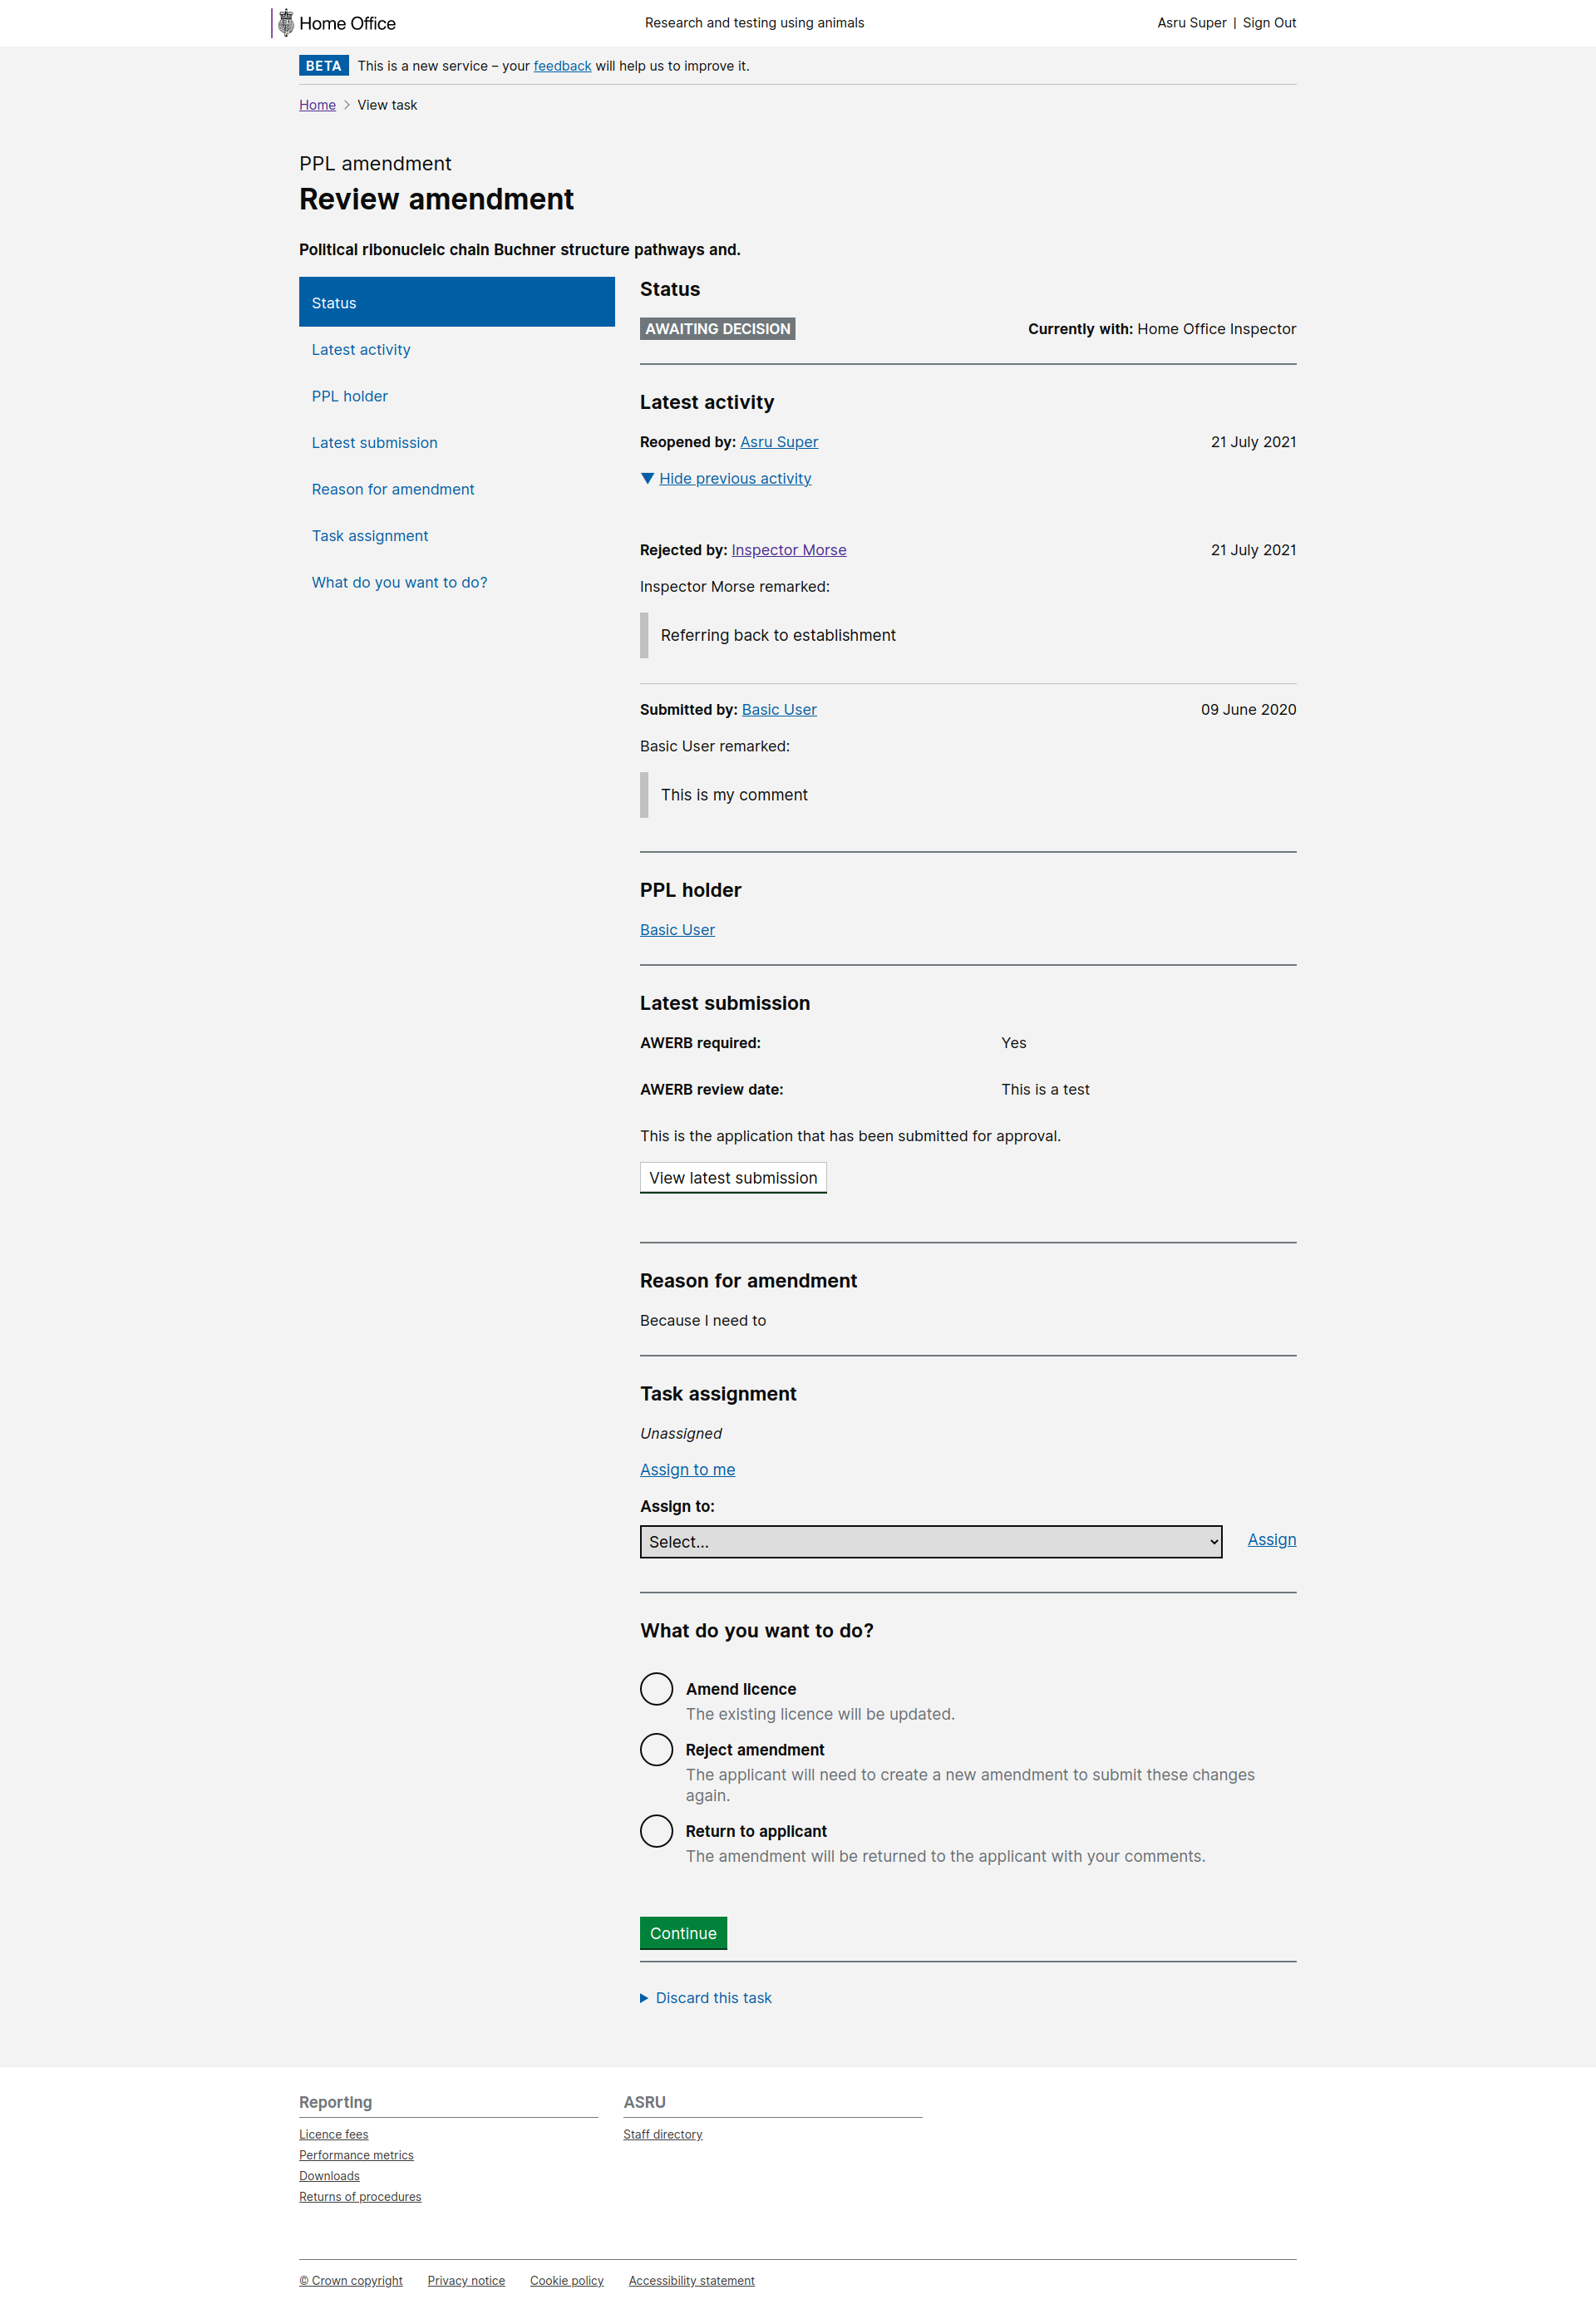 Home Office
Research and testing using animals
Asru Super | Sign Out
BETA This is a new service – your feedback will help us to improve it.
Home > View task
PPL amendment
Review amendment
Political ribonucleic chain Buchner structure pathways and.
Status
Latest activity
PPL holder
Latest submission
Reason for amendment
Task assignment
What do you want to do?
Status
AWAITING DECISION
Currently with: Home Office Inspector
Latest activity
Reopened by: Asru Super
21 July 2021
▼ Hide previous activity
Rejected by: Inspector Morse
21 July 2021
Inspector Morse remarked:
Referring back to establishment
Submitted by: Basic User
09 June 2020
Basic User remarked:
This is my comment
PPL holder
Basic User
Latest submission
AWERB required: Yes
AWERB review date: This is a test
This is the application that has been submitted for approval.
View latest submission
Reason for amendment
Because I need to
Task assignment
Unassigned
Assign to me
Assign to:
Select...
Assign
What do you want to do?
Amend licence
The existing licence will be updated.
Reject amendment
The applicant will need to create a new amendment to submit these changes
again.
Return to applicant
The amendment will be returned to the applicant with your comments.
Continue
▶ Discard this task
Reporting
Licence fees
Performance metrics
Downloads
Returns of procedures
ASRU
Staff directory
© Crown copyright
Privacy notice
Cookie policy
Accessibility statement